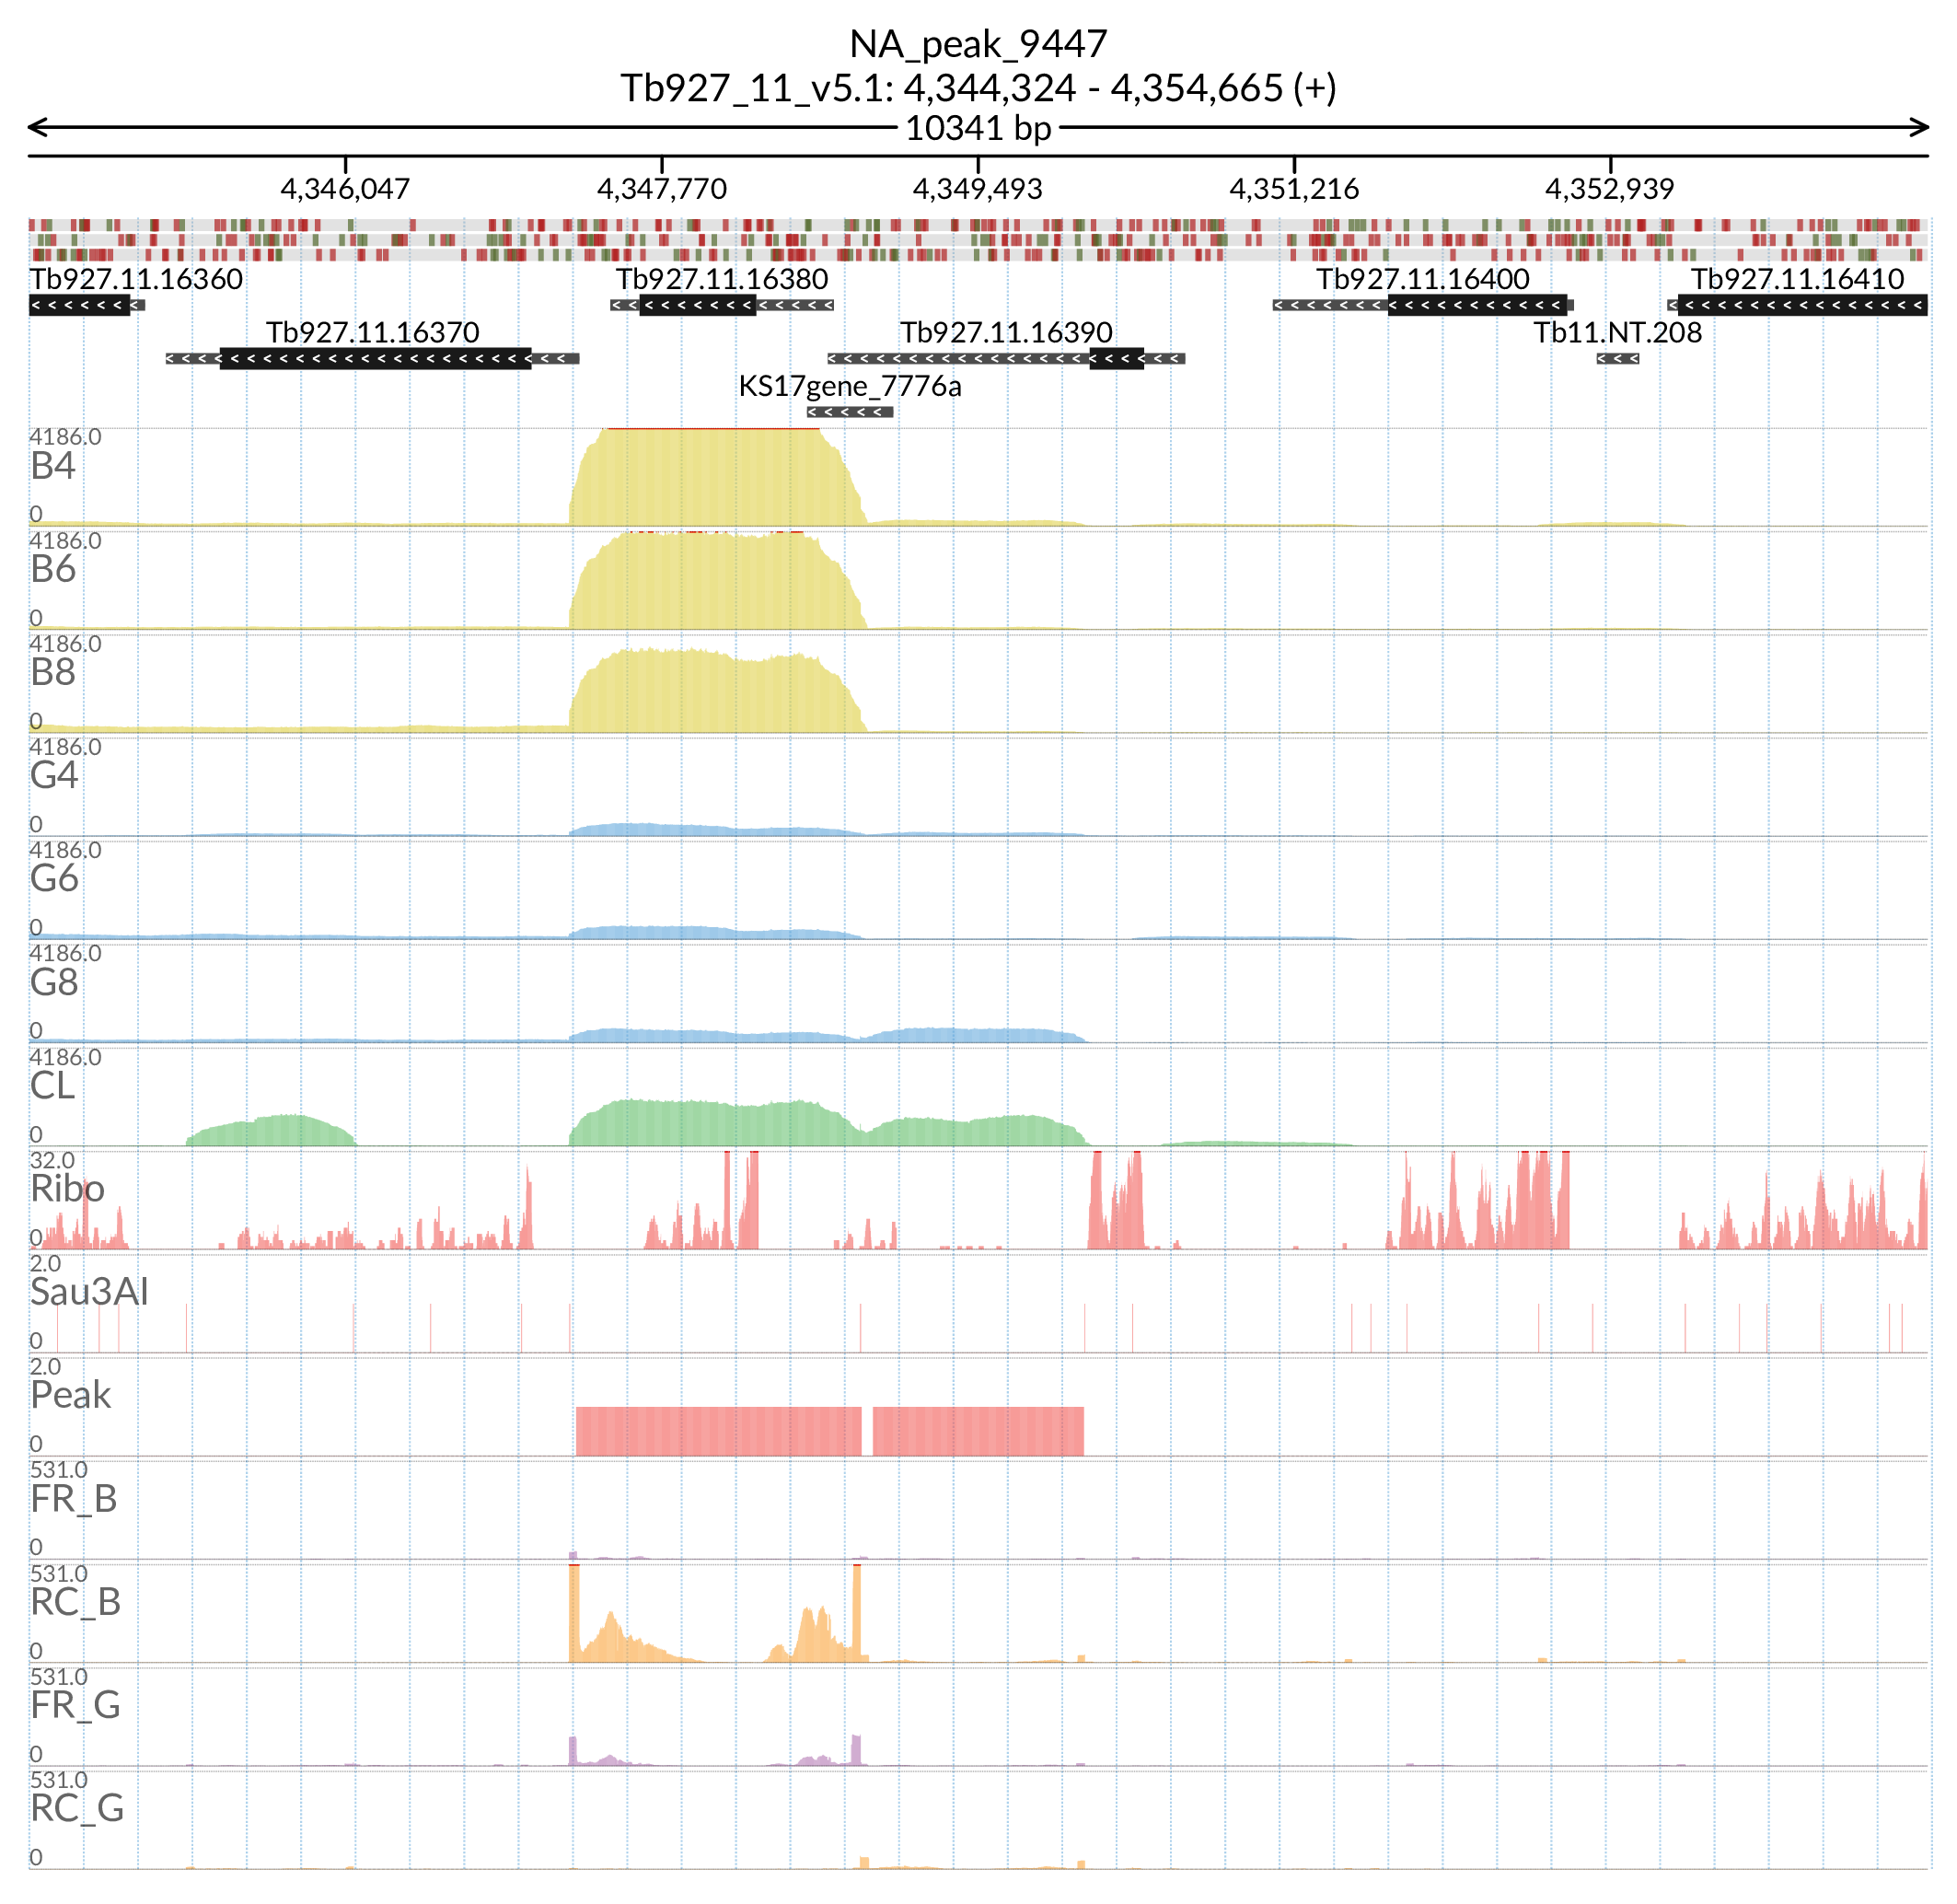 NA_peak_9447
Tb927_11_v5.1: 4,344,324 - 4,354,665 (+)
10341 bp
4,346,047 4,347,770 4,349,493 4,351,216 4,352,939
Tb927.11.16360 Tb927.11.16380 Tb927.11.16400 Tb927.11.16410
Tb927.11.16370 Tb927.11.16390 Tb11.NT.208
KS17gene_7776a
4186.0
B4
0
4186.0
B6
0
4186.0
B8
0
4186.0
G4
0
4186.0
G6
0
4186.0
G8
0
4186.0
CL
0
32.0
Ribo
0
2.0
Sau3AI
0
2.0
Peak
0
531.0
FR_B
0
531.0
RC_B
0
531.0
FR_G
0
531.0
RC_G
0